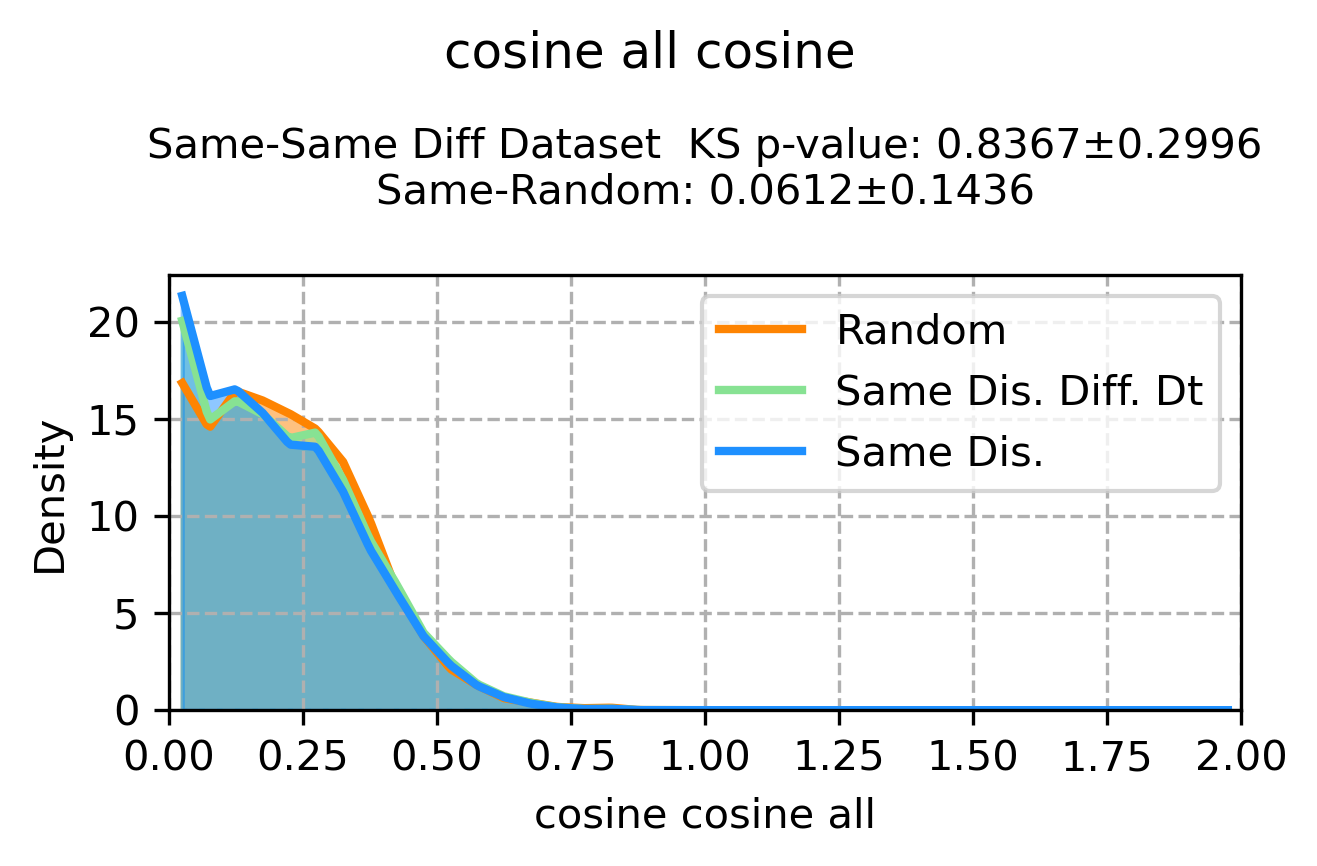 cosine all cosine
Same-Same Diff Dataset  KS p-value: 0.8367±0.2996
Same-Random: 0.0612±0.1436
20
15
10
5
0
Density
Random
Same Dis. Diff. Dt
Same Dis.
0.00 0.25 0.50 0.75 1.00 1.25 1.50 1.75 2.00
cosine cosine all